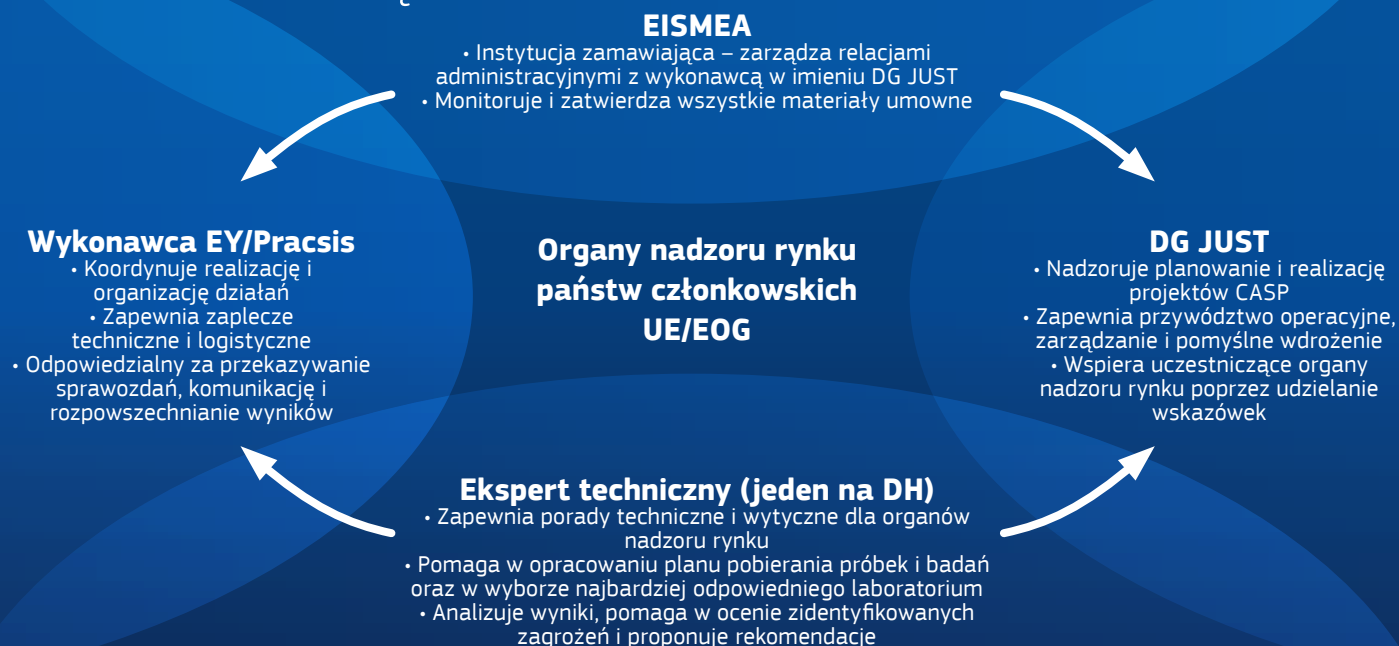 EISMEA
• Instytucja zamawiająca – zarządza relacjami
administracyjnymi z wykonawcą w imieniu DG JUST
• Monitoruje i zatwierdza wszystkie materiały umowne
Wykonawca EY/Pracsis
• Koordynuje realizację i
organizację działań
• Zapewnia zaplecze
techniczne i logistyczne
• Odpowiedzialny za przekazywanie
sprawozdań, komunikację i
rozpowszechnianie wyników
Organy nadzoru rynku
państw członkowskich
UE/EOG
DG JUST
• Nadzoruje planowanie i realizację
projektów CASP
• Zapewnia przywództwo operacyjne,
zarządzanie i pomyślne wdrożenie
• Wspiera uczestniczące organy
nadzoru rynku poprzez udzielanie
wskazówek
Ekspert techniczny (jeden na DH)
• Zapewnia porady techniczne i wytyczne dla organów
nadzoru rynku
• Pomaga w opracowaniu planu pobierania próbek i badań
oraz w wyborze najbardziej odpowiedniego laboratorium
• Analizuje wyniki, pomaga w ocenie zidentyfikowanych
zagrożeń i proponuje rekomendacje